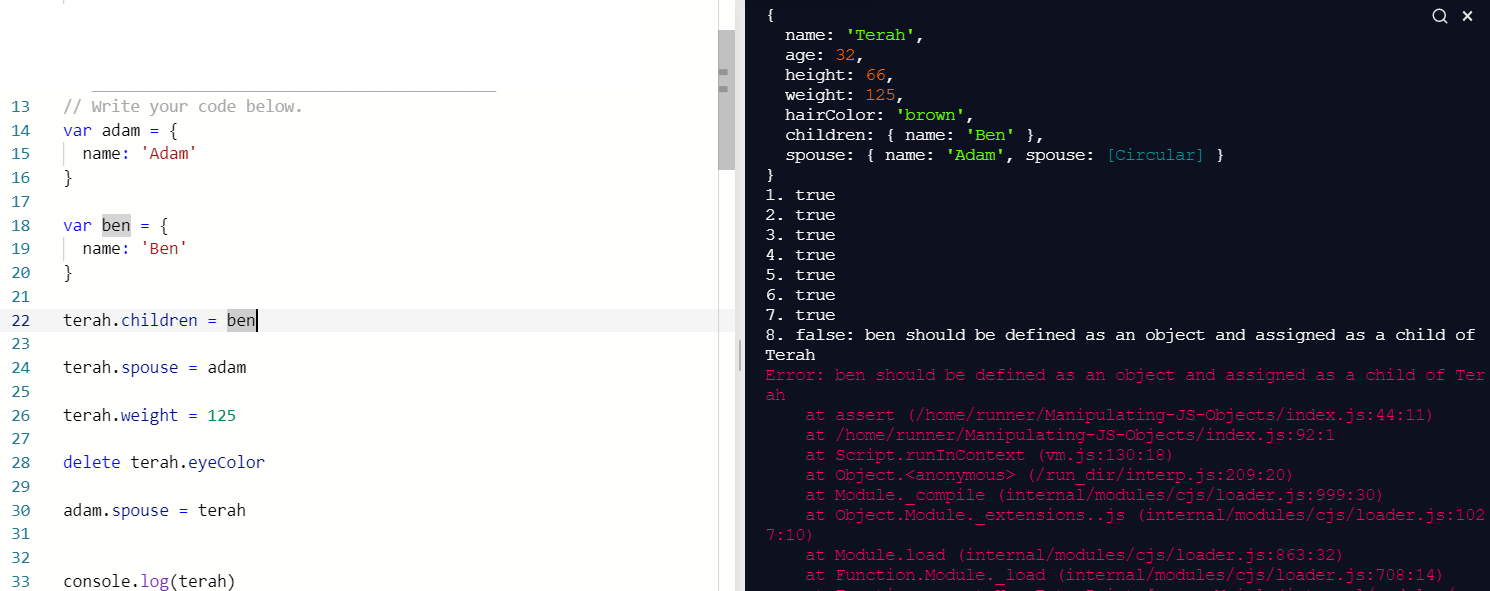 13 // Write your code below.
14 var adam = {
15 name: 'Adam'
16 }
17
18 var ben = {
19 name: 'Ben'
20 }
21
22 terah.children = ben
23
24 terah.spouse = adam
25
26 terah.weight = 125
27
28 delete terah.eyeColor
29
30 adam.spouse = terah
31
32
33 console.log(terah)
{
name: 'Terah',
age: 32,
height: 66,
weight: 125,
hairColor: 'brown',
children: { name: 'Ben' },
spouse: { name: 'Adam', spouse: [Circular] }
}
1. true
2. true
3. true
4. true
5. true
6. true
7. true
8. false: ben should be defined as an object and assigned as a child of
Terah
Error: ben should be defined as an object and assigned as a child of Ter
ah
at assert (/home/runner/Manipulating-JS-Objects/index.js:44:11)
at /home/runner/Manipulating-JS-Objects/index.js:92:1
at Script.runInContext (vm.js:130:18)
at Object.<anonymous> (/run_dir/interp.js:209:20)
at Module._compile (internal/modules/cjs/loader.js:999:30)
at Object.Module._extensions..js (internal/modules/cjs/loader.js:102
7:10)
at Module.load (internal/modules/cjs/loader.js:863:32)
at Function.Module._load (internal/modules/cjs/loader.js:708:14)